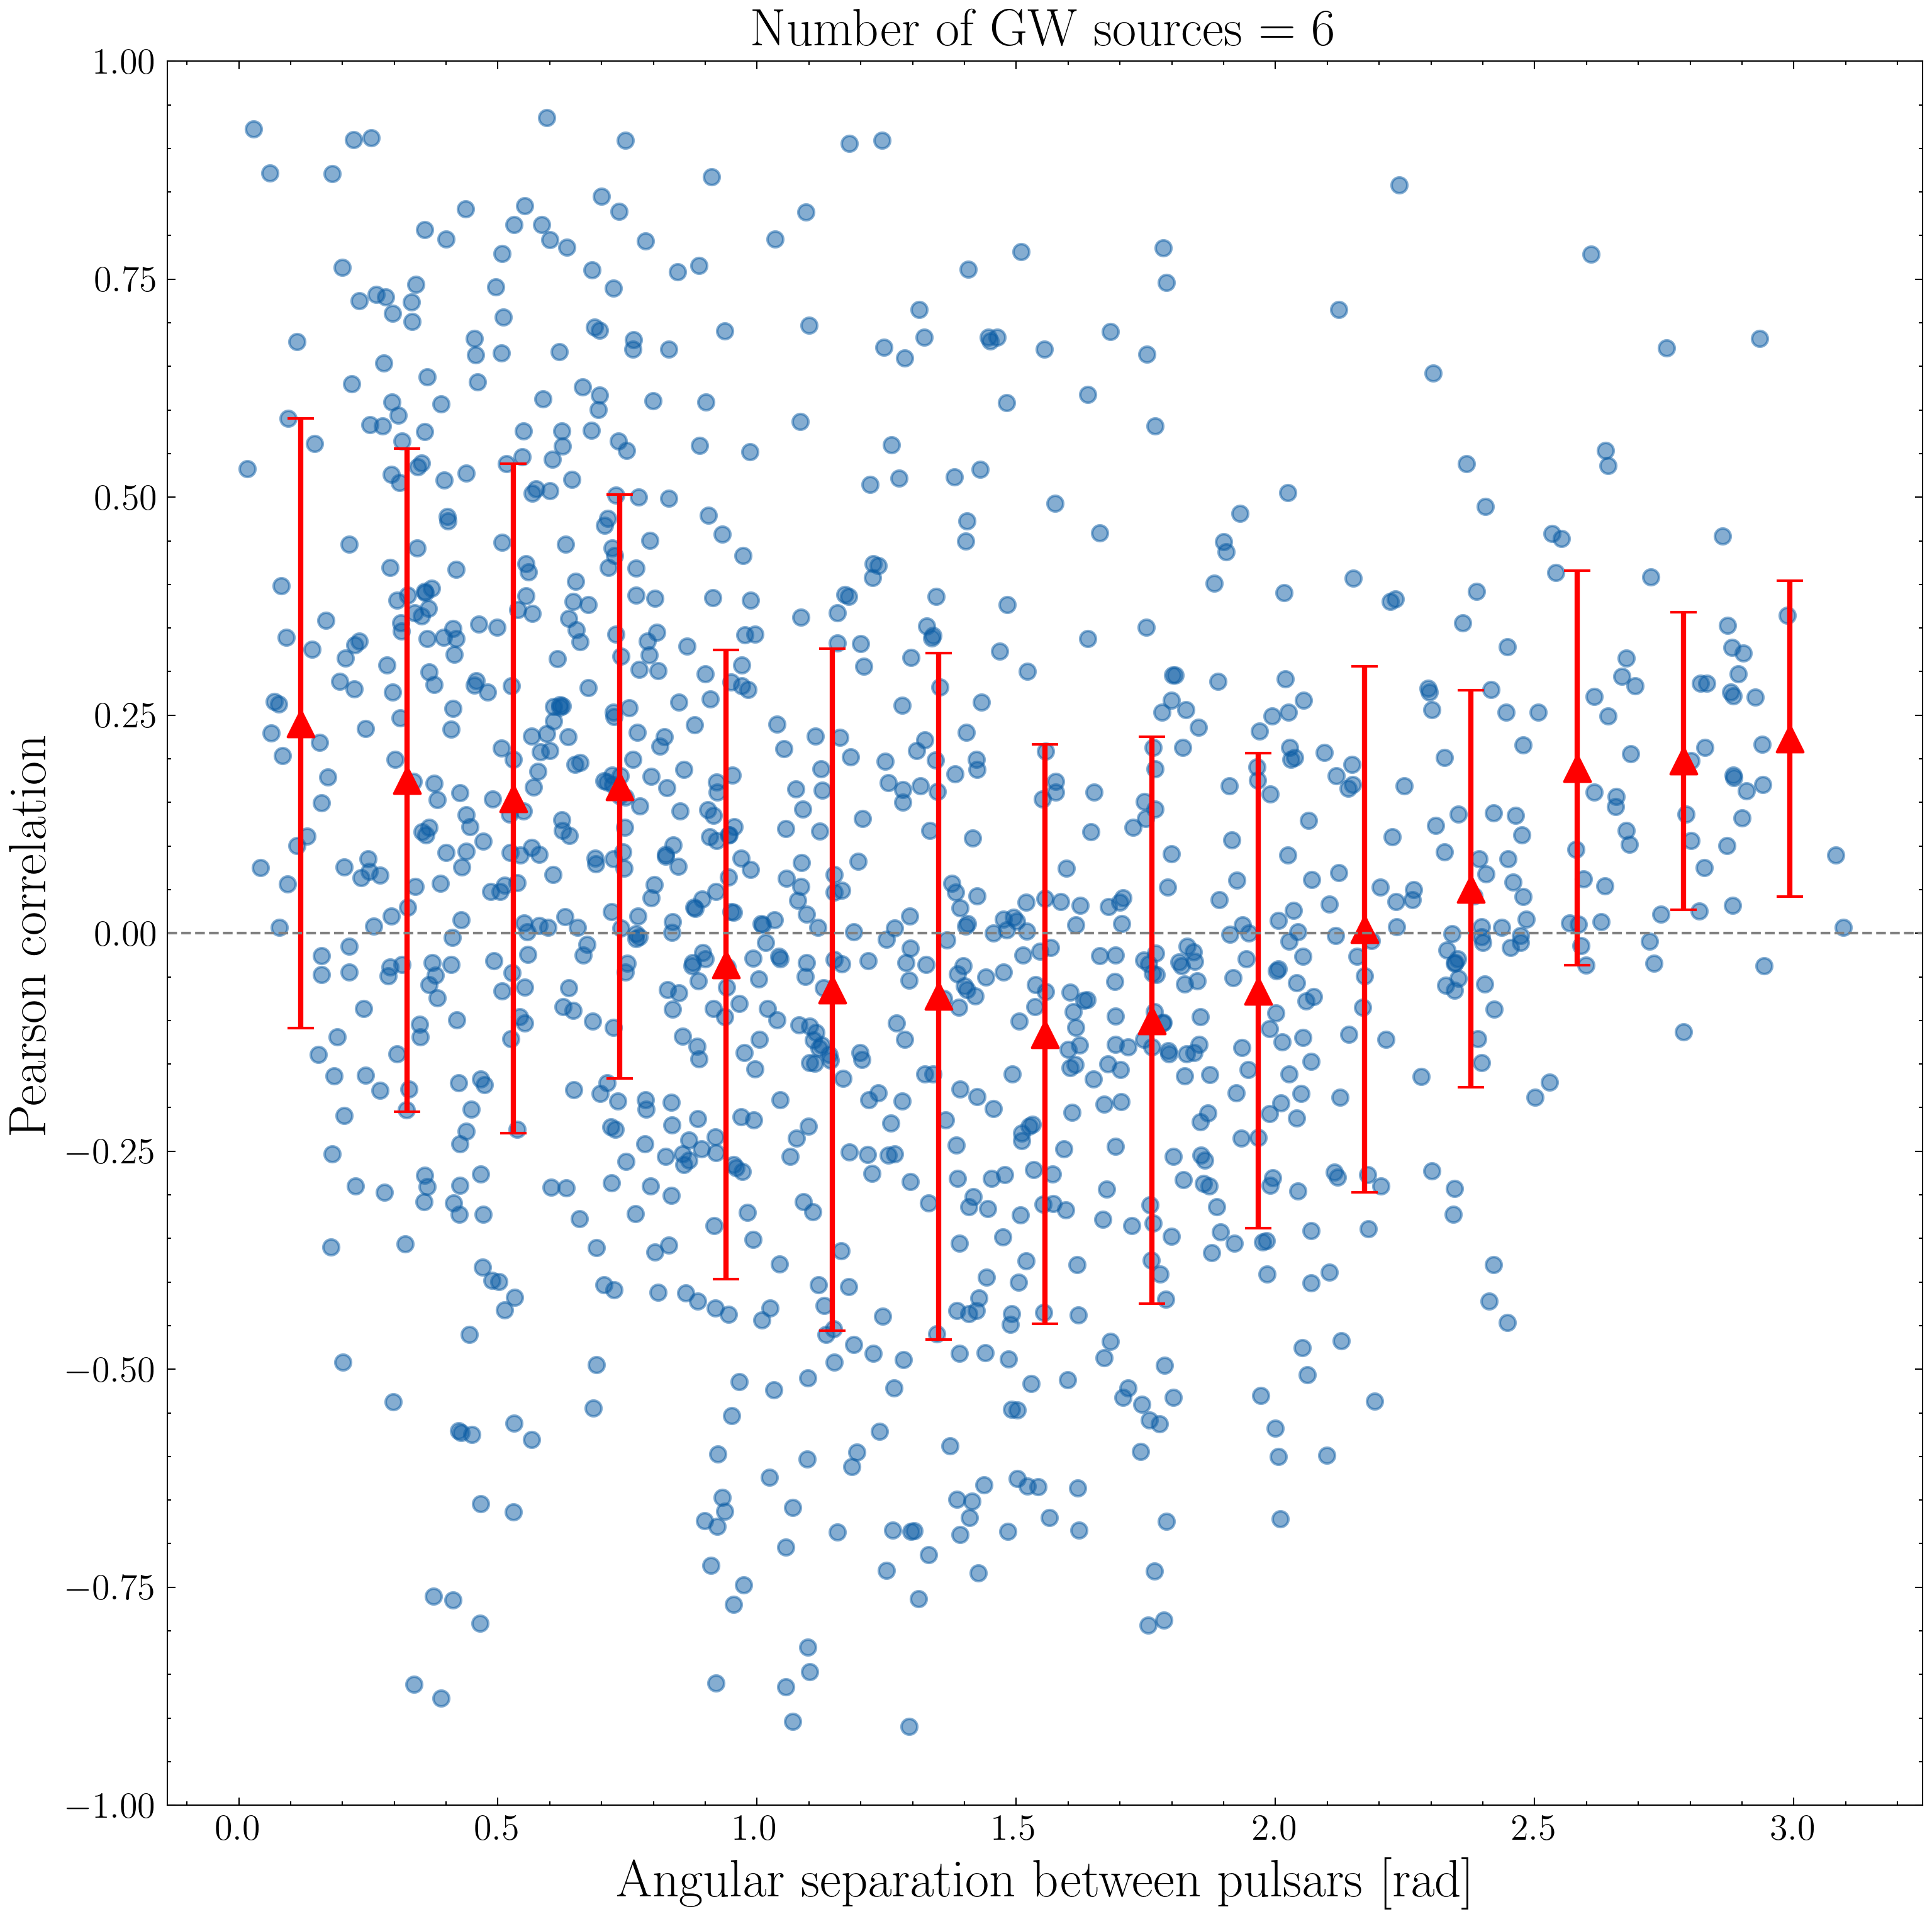 Number of GW sources = 6
1.00
0.75
0.50
0.25
0.00
−0.25
−0.50
−0.75
−1.00
Pearson correlation
0.0 0.5 1.0 1.5 2.0 2.5 3.0
Angular separation between pulsars [rad]